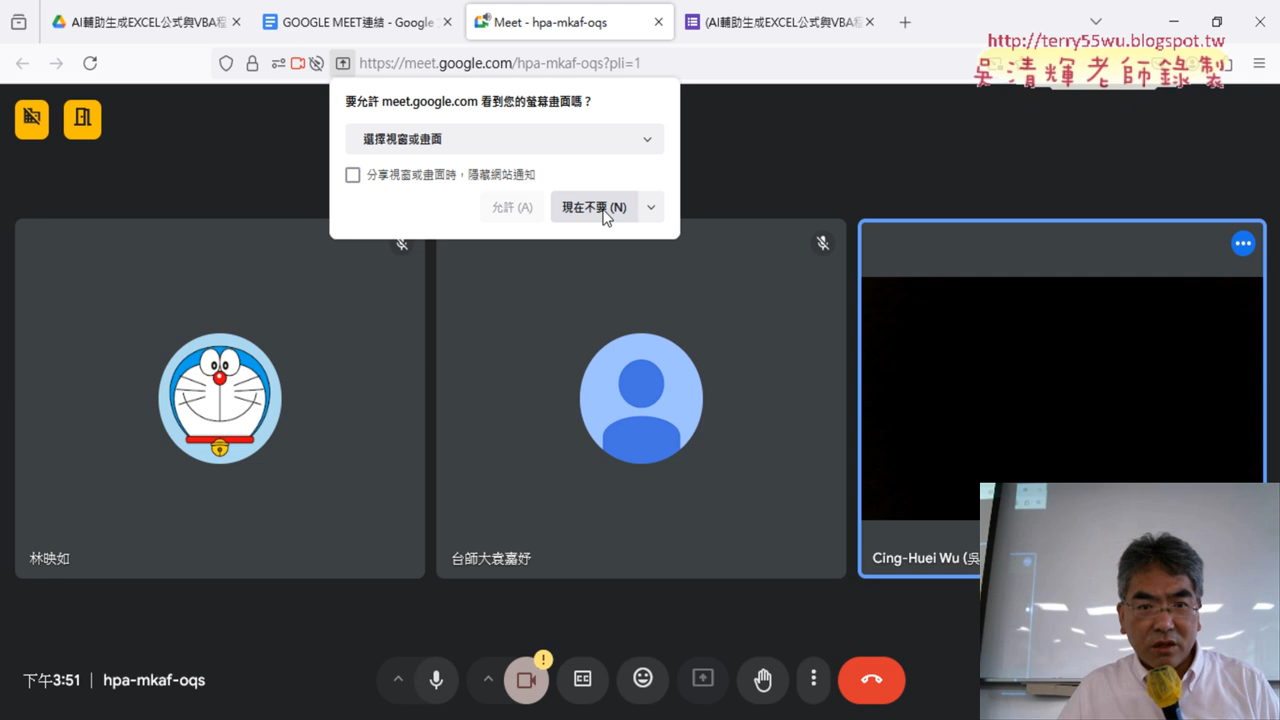 AI輔助生成EXCEL公式與VBA程
GOOGLE MEET連結 - Google
Meet - hpa-mkaf-oqs
(AI輔助生成EXCEL公式與VBA程
http://terry55wu.blogspot.tw
吳清輝老師錄製
https://meet.google.com/hpa-mkaf-oqs?pli=1
要允許 meet.google.com 看到您的螢幕畫面嗎？
選擇視窗或畫面
分享視窗或畫面時，隱藏網站通知
允許 (A)
現在不要 (N)
林映如
台師大袁嘉妤
Cing-Huei Wu (吳
下午3:51 | hpa-mkaf-oqs